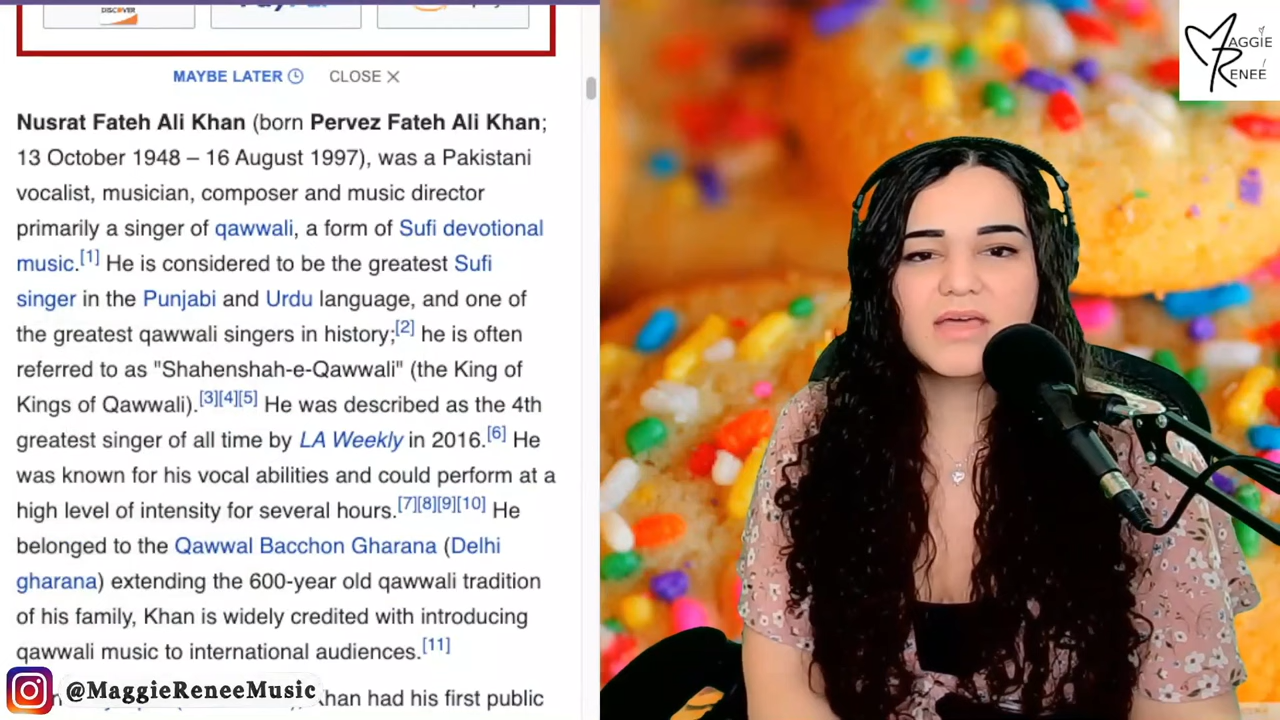 DISCOVER
MAYBE LATER
CLOSE
Nusrat Fateh Ali Khan (born Pervez Fateh Ali Khan;
13 October 1948 – 16 August 1997), was a Pakistani
vocalist, musician, composer and music director
primarily a singer of qawwali, a form of Sufi devotional
music.[1] He is considered to be the greatest Sufi
singer in the Punjabi and Urdu language, and one of
the greatest qawwali singers in history;[2] he is often
referred to as "Shahenshah-e-Qawwali" (the King of
Kings of Qawwali).[3][4][5] He was described as the 4th
greatest singer of all time by LA Weekly in 2016.[6] He
was known for his vocal abilities and could perform at a
high level of intensity for several hours.[7][8][9][10] He
belonged to the Qawwal Bacchon Gharana (Delhi
gharana) extending the 600-year old qawwali tradition
of his family, Khan is widely credited with introducing
qawwali music to international audiences.[11]
Khan had his first public
@MaggieReneeMusic
MAGGIE
RENEE